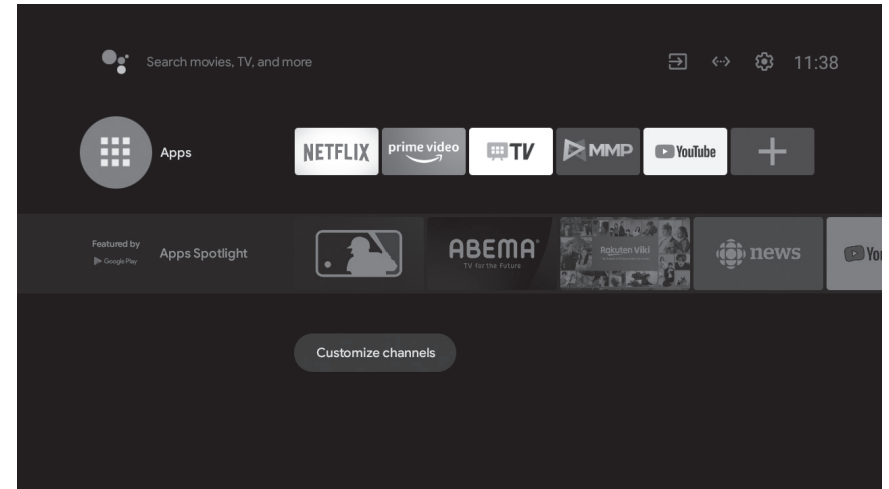 Search movies, TV, and more
11:38
Apps
NETFLIX
prime video
TV
MMP
YouTube
Featured by
Google Play
Apps Spotlight
ABEMA
TV for the Future
Rakuten Viki
news
You
Customize channels